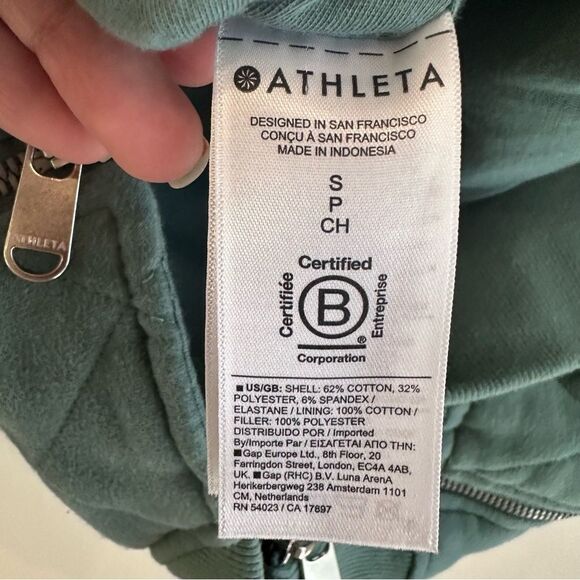 ATHLETA
DESIGNED IN SAN FRANCISCO
CONÇU À SAN FRANCISCO
MADE IN INDONESIA
S
P
CH
Certified
Certifiée
B
Entreprise
®
Corporation
■ US/GB: SHELL: 62% COTTON, 32%
POLYESTER, 6% SPANDEX /
ELASTANE / LINING: 100% COTTON /
FILLER: 100% POLYESTER
DISTRIBUIDO POR / Imported
By/Importe Par / ΕΙΣΑΓΕΤΑΙ ΑΠΟ ΤΗΝ:
■ Gap Europe Ltd., 8th Floor, 20
Farringdon Street, London, EC4A 4AB,
UK. ■ Gap (RHC) B.V. Luna ArenA
Herikerbergweg 238 Amsterdam 1101
CM, Netherlands
RN 54023 / CA 17897
ATHLETA